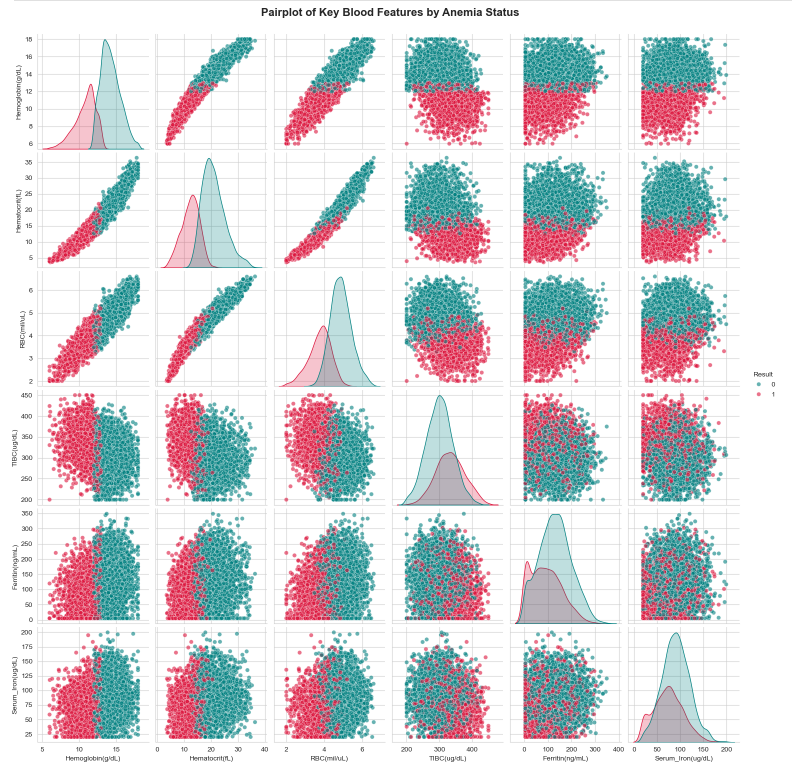 Pairplot of Key Blood Features by Anemia Status
Hemoglobin(g/dL)
18
16
14
12
10
8
6
Hematocrit(fL)
35
30
25
20
15
10
5
RBC(mil/uL)
6
5
4
3
2
Result
0
1
TIBC(ug/dL)
450
400
350
300
250
200
Ferritin(ng/mL)
350
300
250
200
150
100
50
0
Serum_Iron(ug/dL)
200
175
150
125
100
75
50
25
5 10 15
0 10 20 30 40
2 4 6
200 300 400
0 100 200 300 400
0 50 100 150 200
Hemoglobin(g/dL) Hematocrit(fL) RBC(mil/uL) TIBC(ug/dL) Ferritin(ng/mL) Serum_Iron(ug/dL)